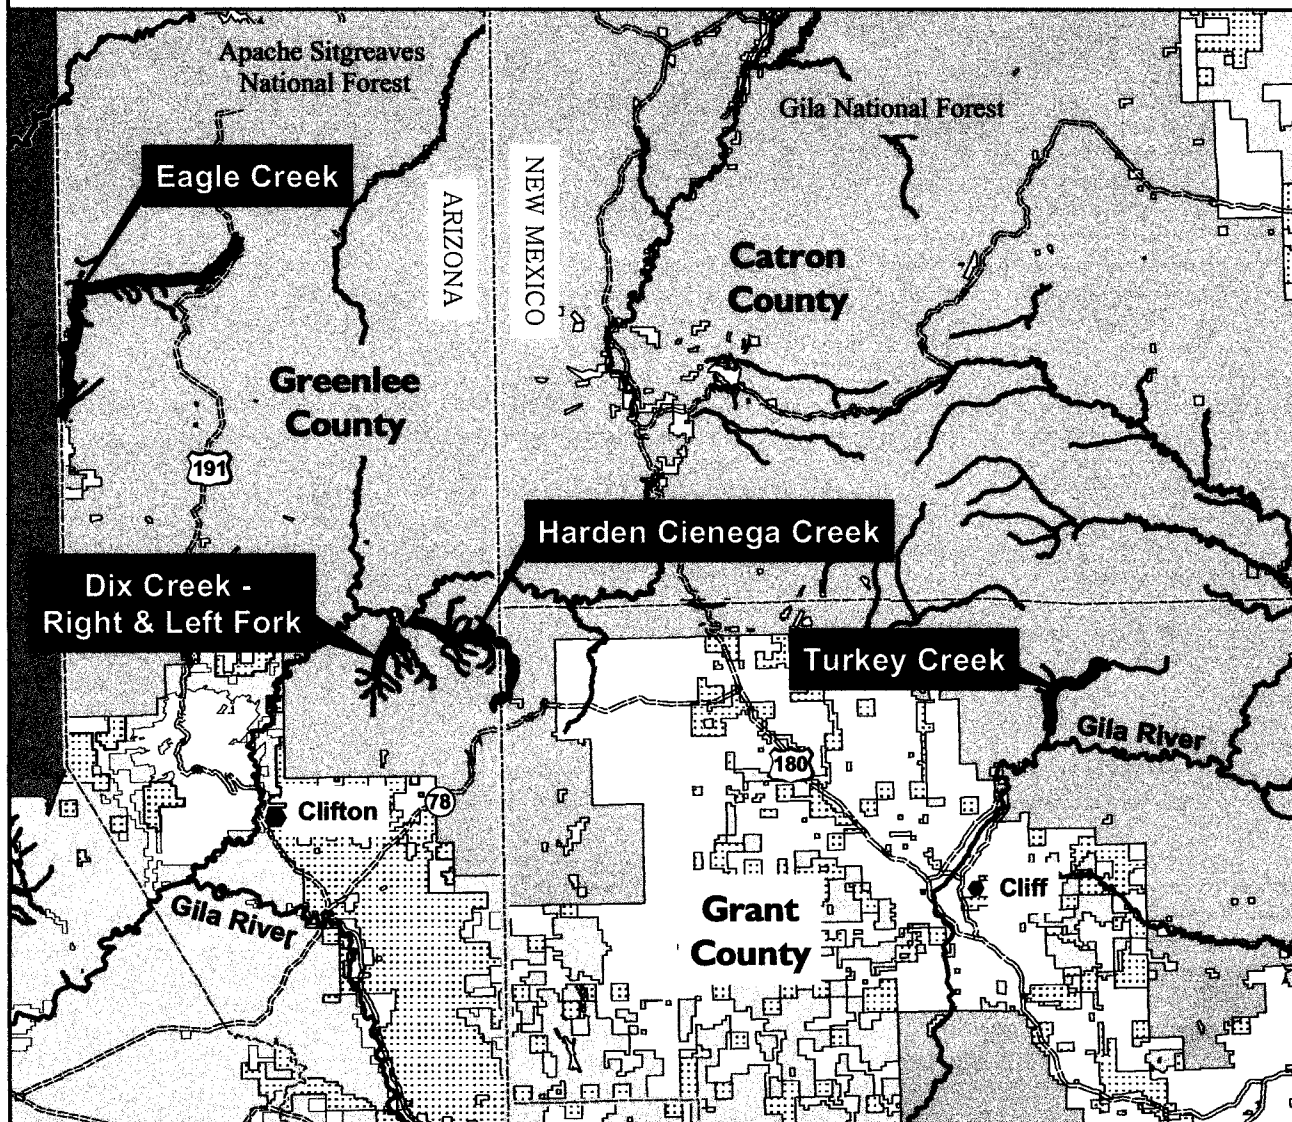 Apache Sitgreaves
National Forest
Gila National Forest
Eagle Creek
ARIZONA
NEW MEXICO
Catron
County
Greenlee
County
191
Harden Cienega Creek
Dix Creek -
Right & Left Fork
Turkey Creek
Gila River
180
78
Clifton
Cliff
Gila River
Grant
County